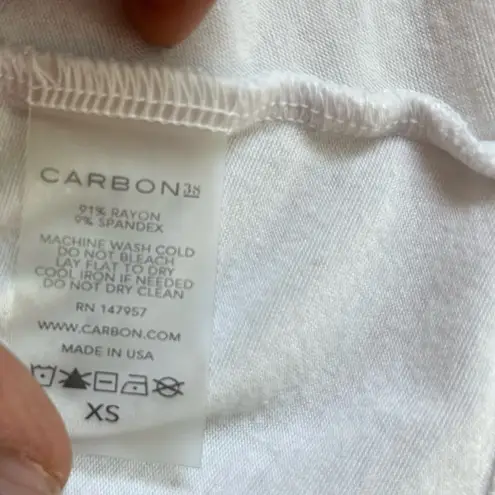 CARBON38
91% RAYON
9% SPANDEX
MACHINE WASH COLD
DO NOT BLEACH
LAY FLAT TO DRY
COOL IRON IF NEEDED
DO NOT DRY CLEAN
RN 147957
WWW.CARBON.COM
MADE IN USA
XS